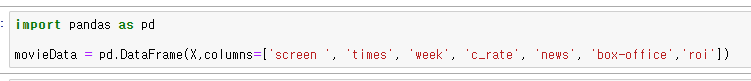 import pandas as pd
movieData = pd.DataFrame(X,columns=['screen ', 'times', 'week', 'c_rate', 'news', 'box-office','roi'])